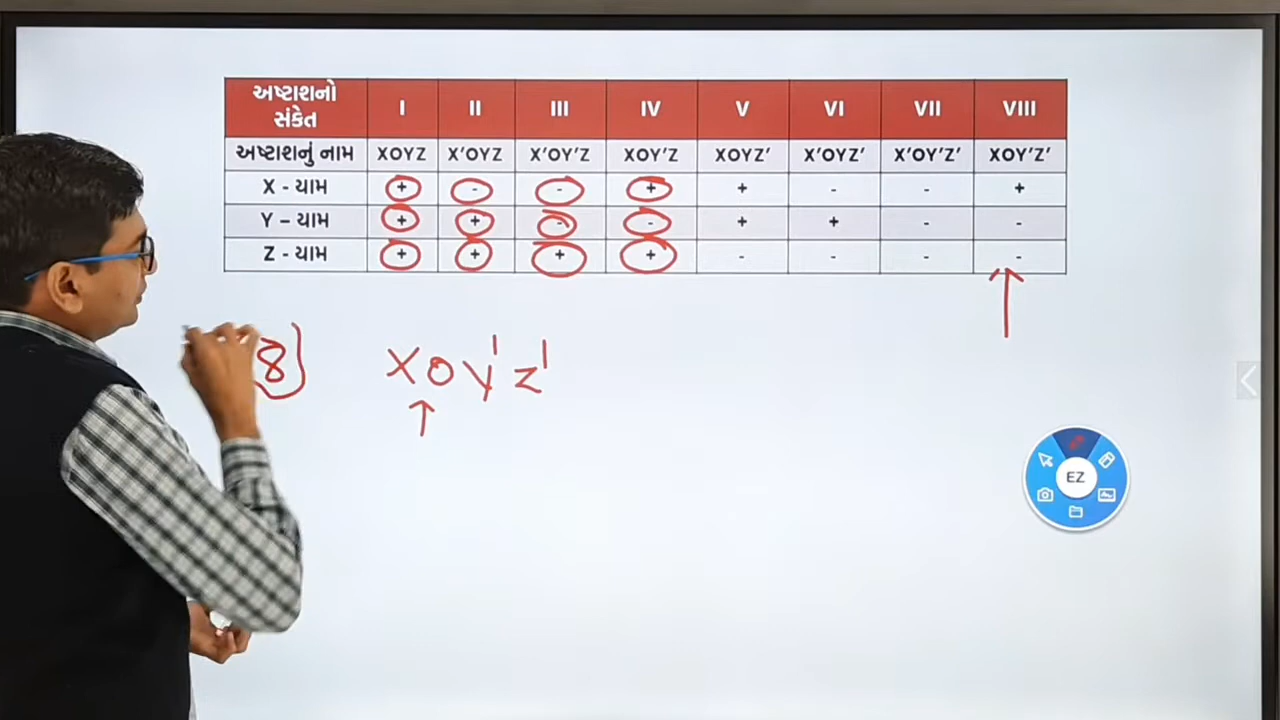 અષ્ટાશનો સંકેત I II III IV V VI VII VIII
અષ્ટાશનું નામ XOYZ X'OYZ X'OY'Z XOY'Z XOYZ' X'OYZ' X'OY'Z' XOY'Z'
X - યામ + - - + + - - +
Y – યામ + + - - + + - -
Z - યામ + + + + - - - -
8) XOY'Z'
EZ